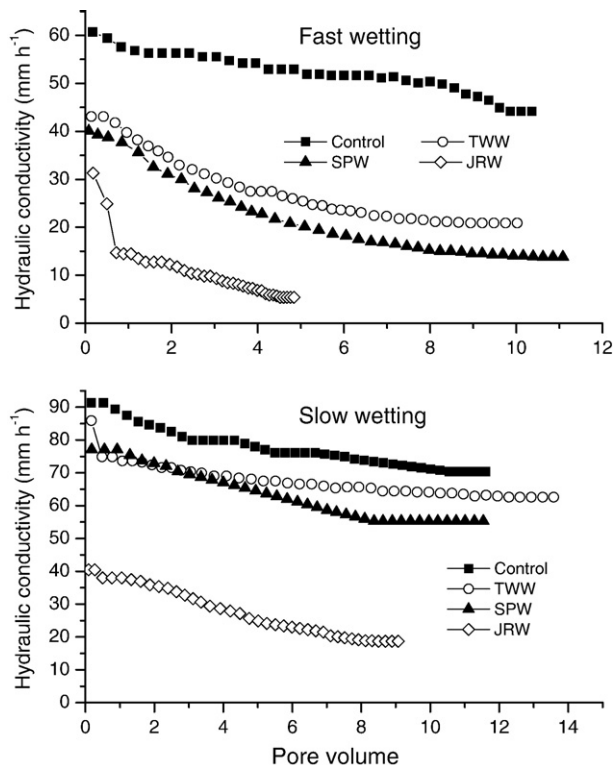 Fast wetting
Hydraulic conductivity (mm h⁻¹)
60
50
40
30
20
10
0
Control
TWW
SPW
JRW
0 2 4 6 8 10 12
Slow wetting
Hydraulic conductivity (mm h⁻¹)
90
80
70
60
50
40
30
20
10
0
Control
TWW
SPW
JRW
0 2 4 6 8 10 12 14
Pore volume